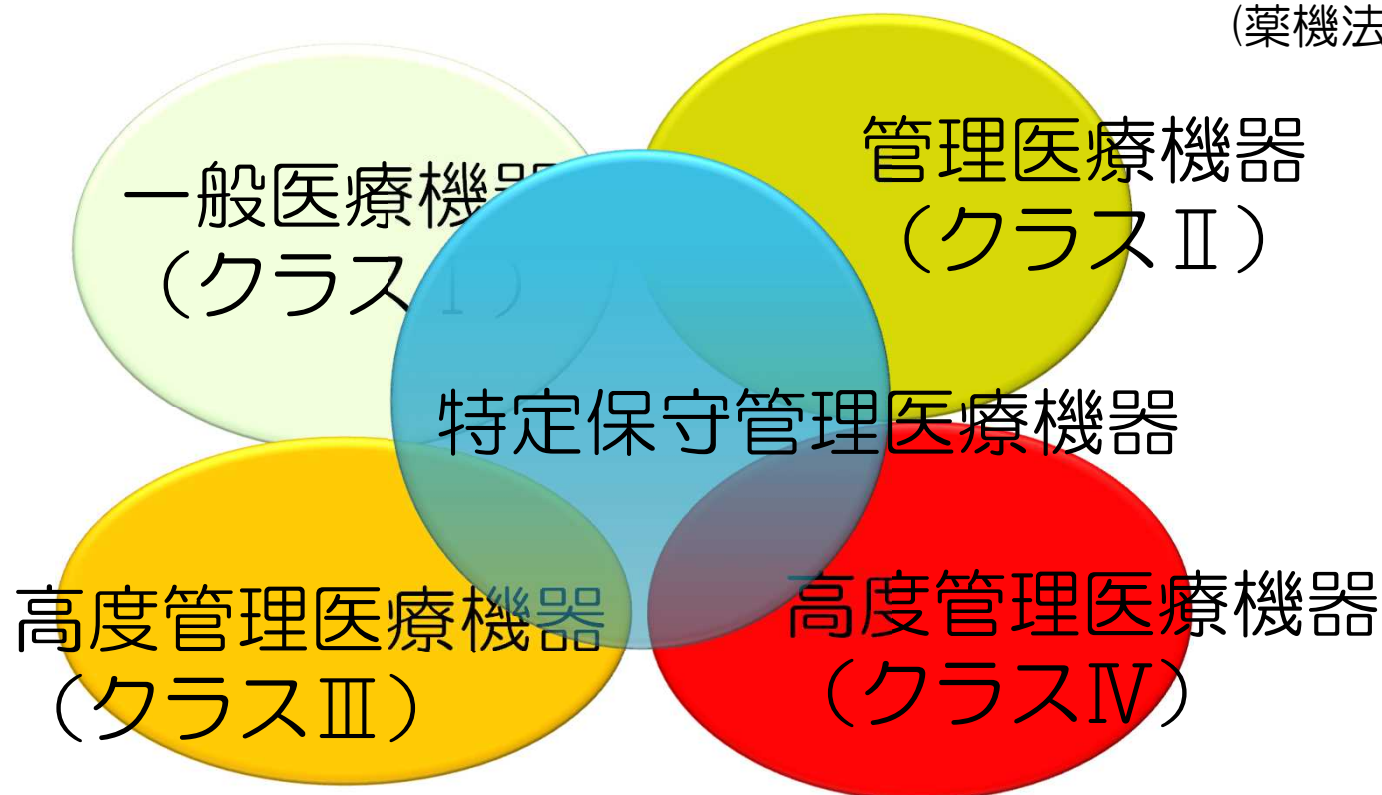 (薬機法
一般医療機器
（クラスⅠ）
管理医療機器
（クラスⅡ）
特定保守管理医療機器
高度管理医療機器
（クラスⅢ）
高度管理医療機器
（クラスⅣ）